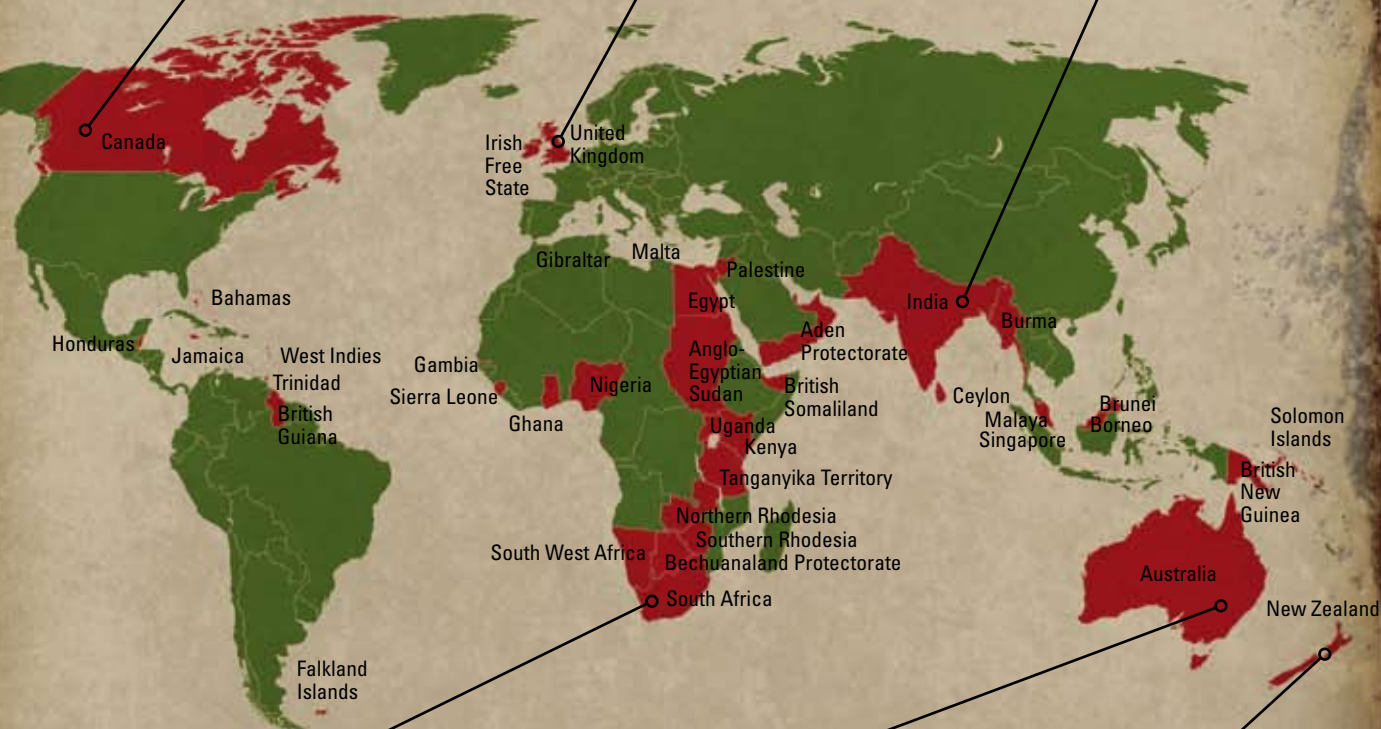 Canada
Irish
Free
State
United
Kingdom
Gibraltar
Malta
Palestine
Egypt
Bahamas
Honduras
Jamaica
West Indies
Trinidad
British
Guiana
Gambia
Sierra Leone
Ghana
Nigeria
Anglo-
Egyptian
Sudan
Aden
Protectorate
British
Somaliland
Uganda
Kenya
Tanganyika Territory
Northern Rhodesia
Southern Rhodesia
Bechuanaland Protectorate
South West Africa
South Africa
India
Burma
Ceylon
Malaya
Singapore
Brunei
Borneo
Solomon
Islands
British
New
Guinea
Australia
New Zealand
Falkland
Islands